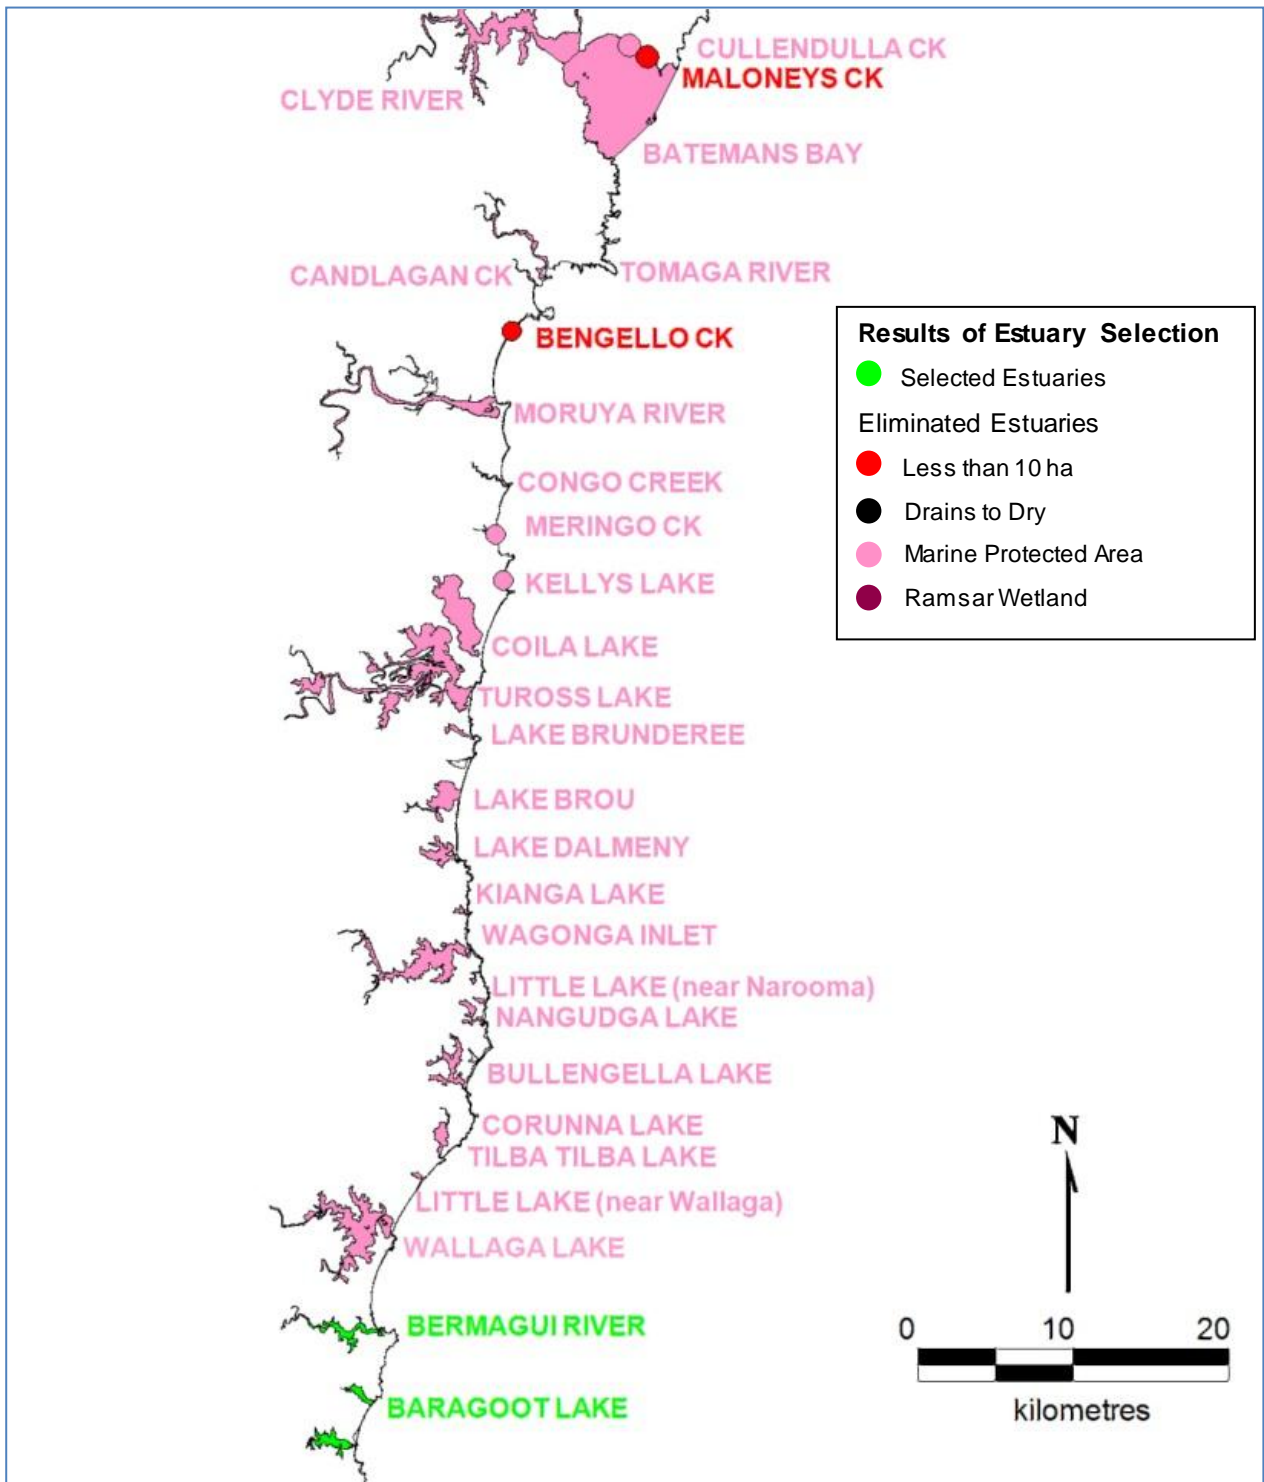 CULLENDULLA CK
MALONEYS CK
CLYDE RIVER
BATEMANS BAY
CANDLAGAN CK
TOMAGA RIVER
BENGELLO CK
MORUYA RIVER
CONGO CREEK
MERINGO CK
KELLYS LAKE
COILA LAKE
TUROSS LAKE
LAKE BRUNDEREE
LAKE BROU
LAKE DALMENY
KIANGA LAKE
WAGONGA INLET
LITTLE LAKE (near Narooma)
NANGUDGA LAKE
BULLENGELLA LAKE
CORUNNA LAKE
TILBA TILBA LAKE
LITTLE LAKE (near Wallaga)
WALLAGA LAKE
BERMAGUI RIVER
BARAGOOT LAKE
Results of Estuary Selection
Selected Estuaries
Eliminated Estuaries
Less than 10 ha
Drains to Dry
Marine Protected Area
Ramsar Wetland
N
0 10 20
kilometres